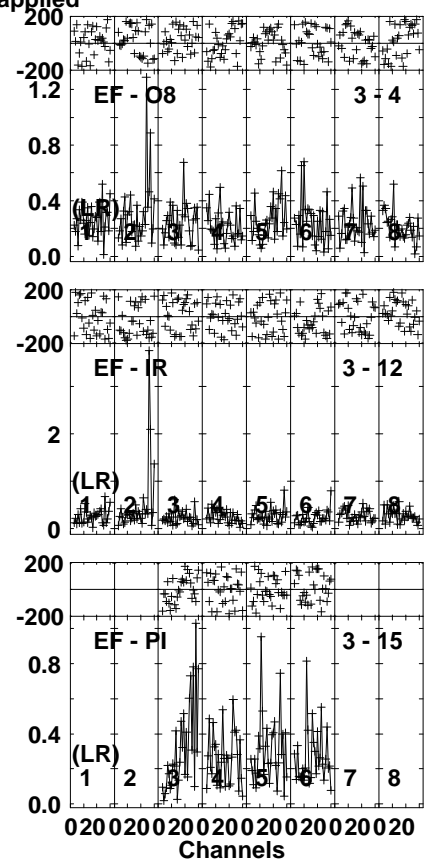 applied
200
-200
1.2
EF - O8 3 - 4
0.8
0.4
(LR)
1 2 3 4 5 6 7 8
0.0
200
-200
EF - IR 3 - 12
2
(LR)
1 2 3 4 5 6 7 8
0
200
-200
EF - PI 3 - 15
0.8
0.4
(LR)
1 2 3 4 5 6 7 8
0.0
020020020020020020020020
Channels